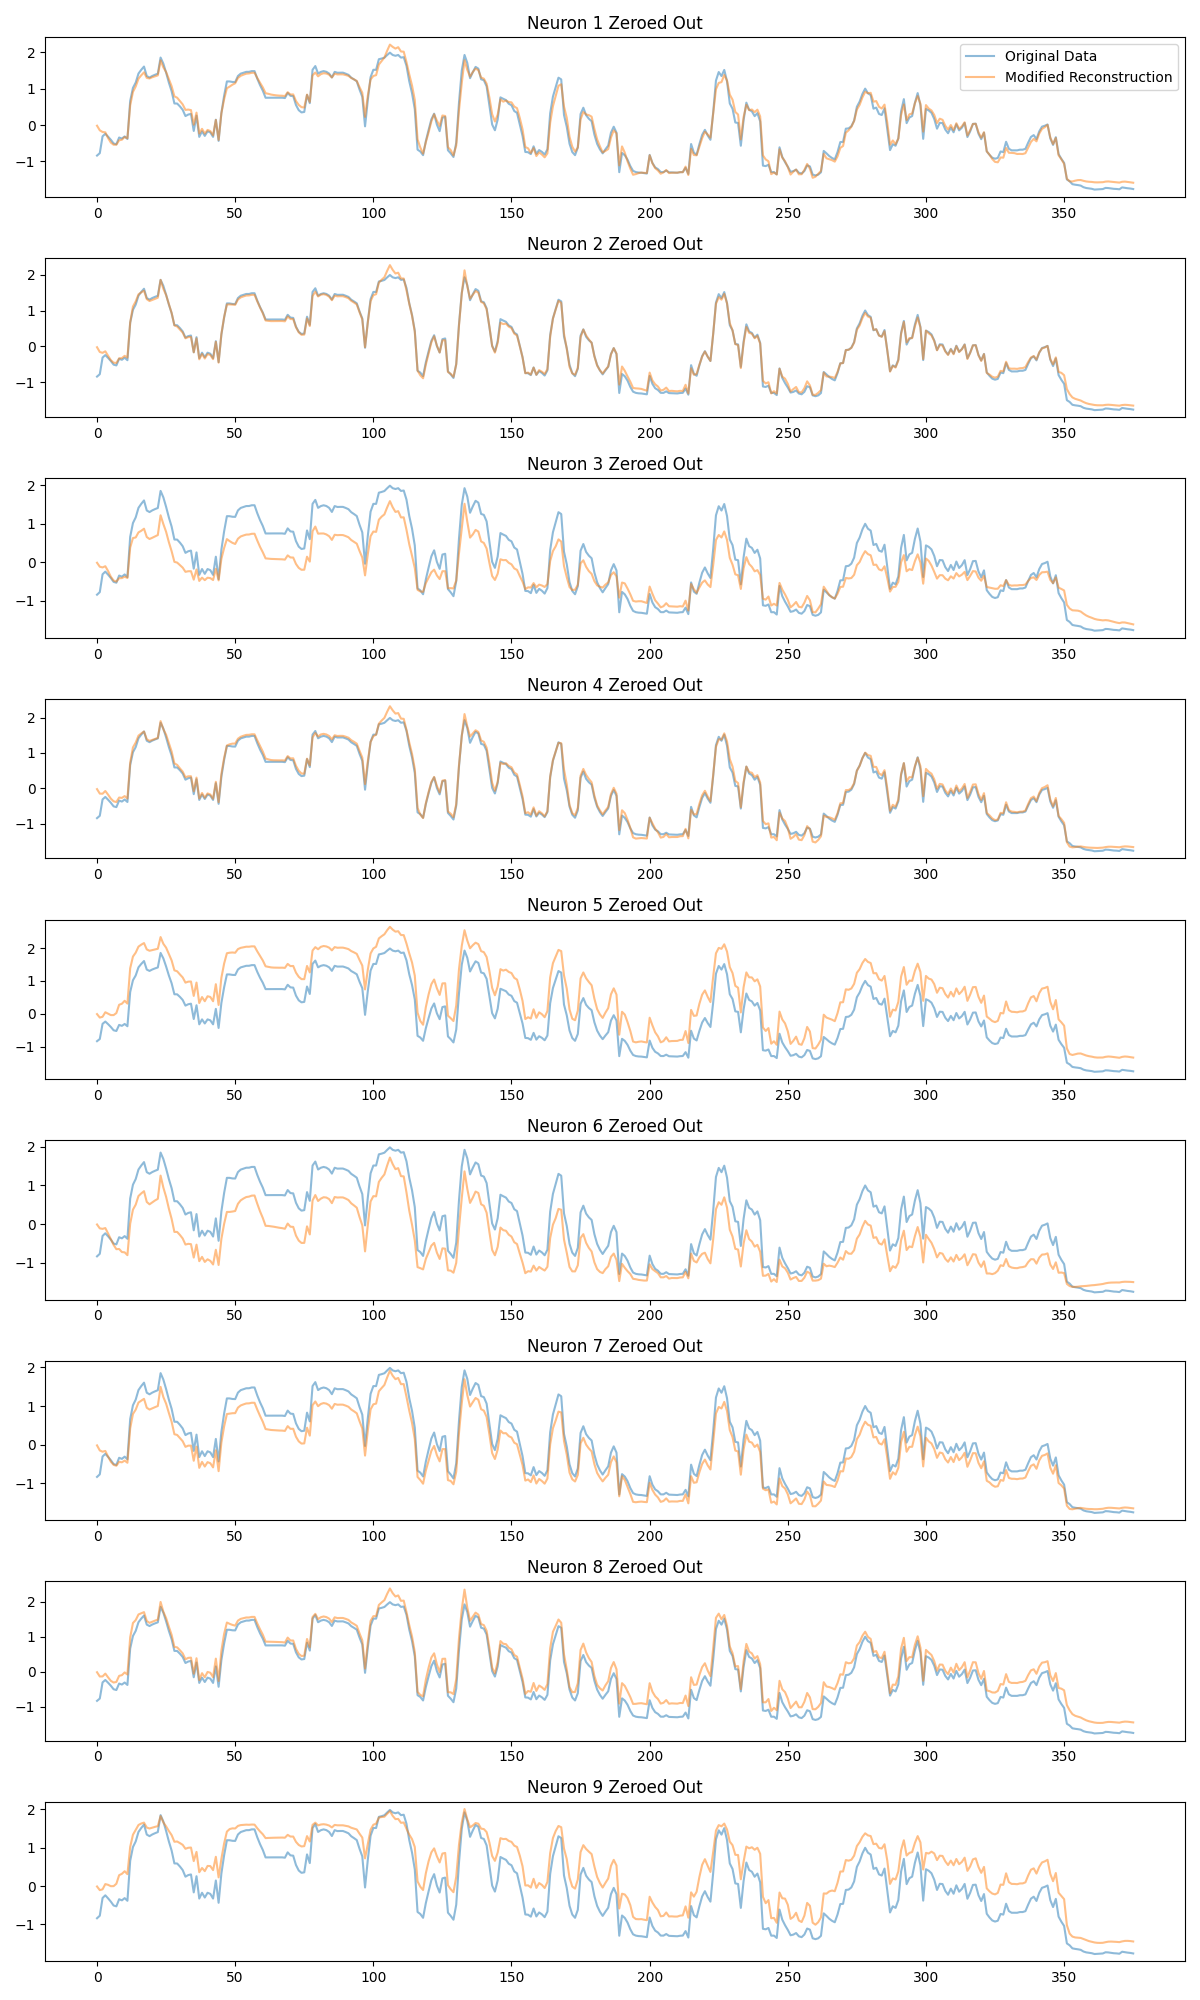 Neuron 1 Zeroed Out
Original Data
Modified Reconstruction
2
1
0
−1
0 50 100 150 200 250 300 350
Neuron 2 Zeroed Out
2
1
0
−1
0 50 100 150 200 250 300 350
Neuron 3 Zeroed Out
2
1
0
−1
0 50 100 150 200 250 300 350
Neuron 4 Zeroed Out
2
1
0
−1
0 50 100 150 200 250 300 350
Neuron 5 Zeroed Out
2
1
0
−1
0 50 100 150 200 250 300 350
Neuron 6 Zeroed Out
2
1
0
−1
0 50 100 150 200 250 300 350
Neuron 7 Zeroed Out
2
1
0
−1
0 50 100 150 200 250 300 350
Neuron 8 Zeroed Out
2
1
0
−1
0 50 100 150 200 250 300 350
Neuron 9 Zeroed Out
2
1
0
−1
0 50 100 150 200 250 300 350